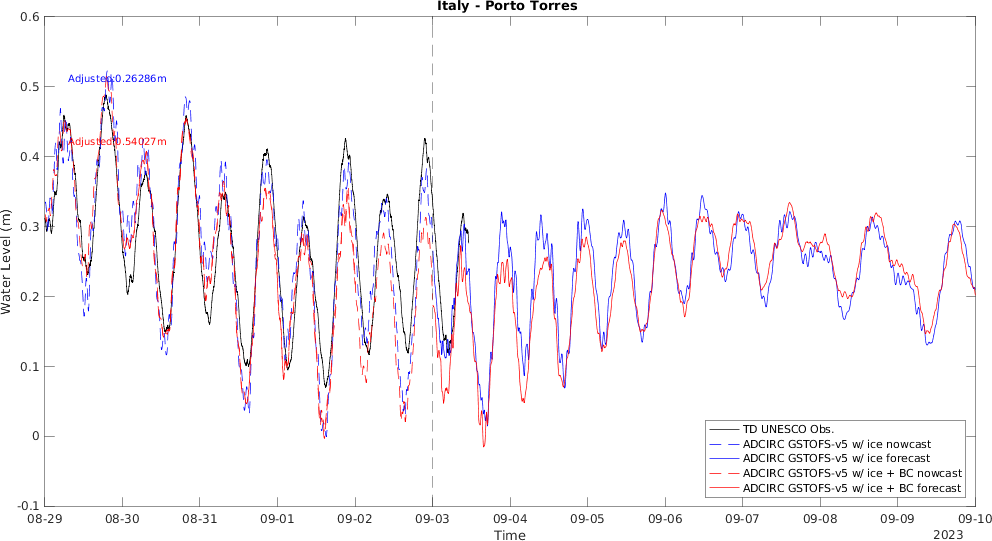 Italy - Porto Torres
0.6
0.5
0.4
0.3
0.2
0.1
0
-0.1
Water Level (m)
Adjusted:0.26286m
Adjusted:0.54027m
TD UNESCO Obs.
ADCIRC GSTOFS-v5 w/ ice nowcast
ADCIRC GSTOFS-v5 w/ ice forecast
ADCIRC GSTOFS-v5 w/ ice + BC nowcast
ADCIRC GSTOFS-v5 w/ ice + BC forecast
08-29 08-30 08-31 09-01 09-02 09-03 09-04 09-05 09-06 09-07 09-08 09-09 09-10
Time
2023